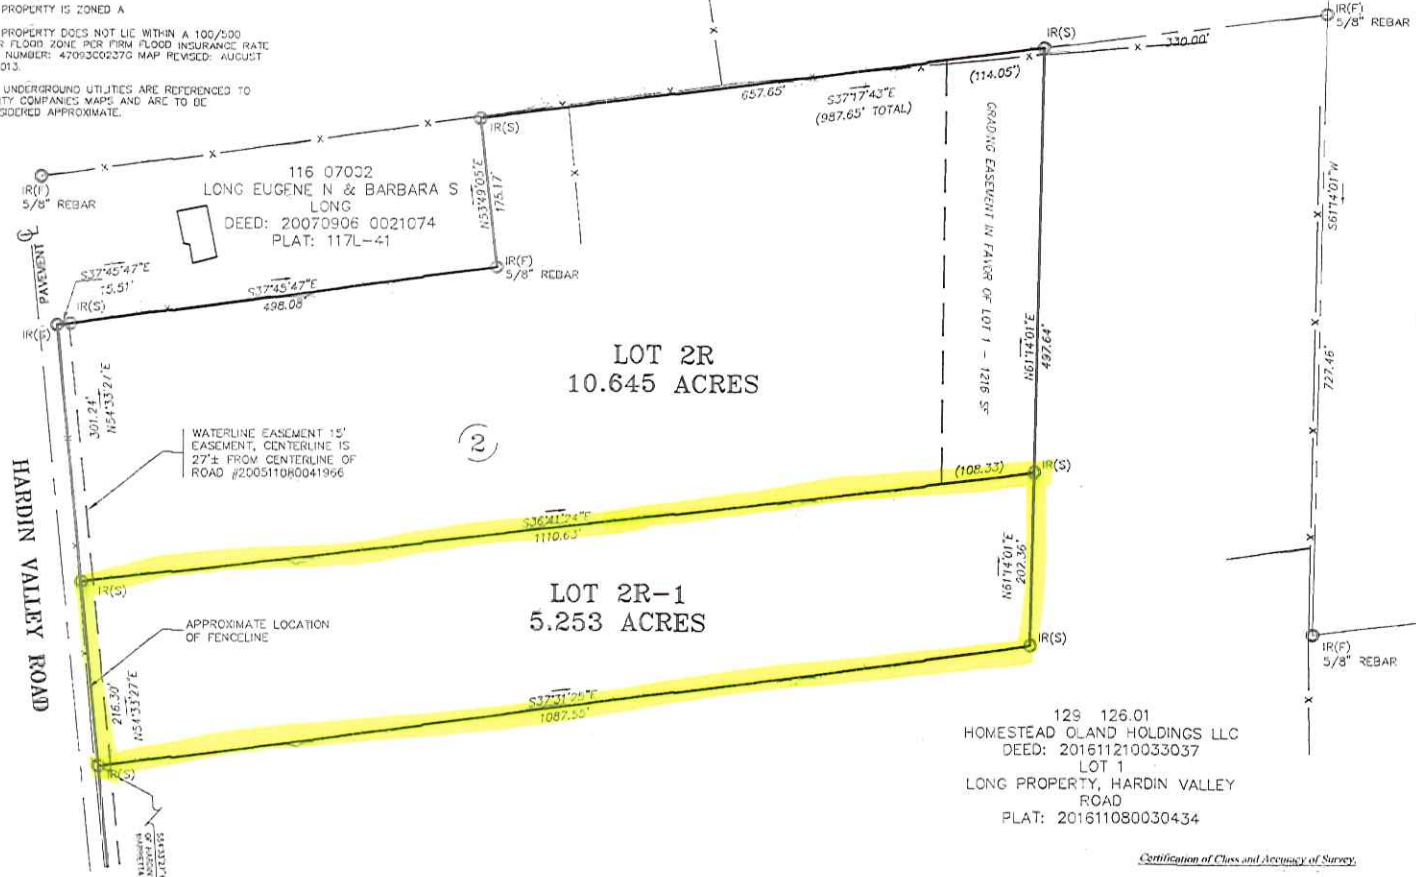 PROPERTY IS ZONED A
PROPERTY DOES NOT LIE WITHIN A 100/500
R FLOOD ZONE PER FIRM FLOOD INSURANCE RATE
NUMBER: 47093C0237G MAP REVISED: AUGUST
013.
UNDERGROUND UTILITIES ARE REFERENCED TO
ITY COMPANIES MAPS AND ARE TO BE
SIDERED APPROXIMATE.
IR(F)
5/8" REBAR
IR(S)
330.00'
(114.05')
657.65'
S37°17'43"E
(987.65' TOTAL)
IR(S)
116 07002
LONG EUGENE N & BARBARA S
LONG
DEED: 20070906 0021074
PLAT: 117L-41
IR(F)
5/8" REBAR
N53°49'05"E
175.17'
IR(F)
5/8" REBAR
PAVEMENT
S37°45'47"E
15.51'
IR(S)
S37°45'47"E
498.08'
IR(S)
GRADING EASEMENT IN FAVOR OF LOT 1 - 1216 SF
S61°14'01"W
727.46'
N61°14'01"E
497.64'
LOT 2R
10.645 ACRES
2
301.24'
N54°33'27"E
WATERLINE EASEMENT 15'
EASEMENT, CENTERLINE IS
27'± FROM CENTERLINE OF
ROAD #200511080041966
HARDIN VALLEY ROAD
(108.33)
IR(S)
S36°41'24"E
1110.63'
IR(S)
N61°14'01"E
202.36'
LOT 2R-1
5.253 ACRES
APPROXIMATE LOCATION
OF FENCELINE
IR(S)
IR(F)
5/8" REBAR
216.30'
N54°33'27"E
S37°31'25"E
1087.55'
IR(S)
129 126.01
HOMESTEAD OLAND HOLDINGS LLC
DEED: 201611210033037
LOT 1
LONG PROPERTY, HARDIN VALLEY
ROAD
PLAT: 201611080030434
Certification of Class and Accuracy of Survey.